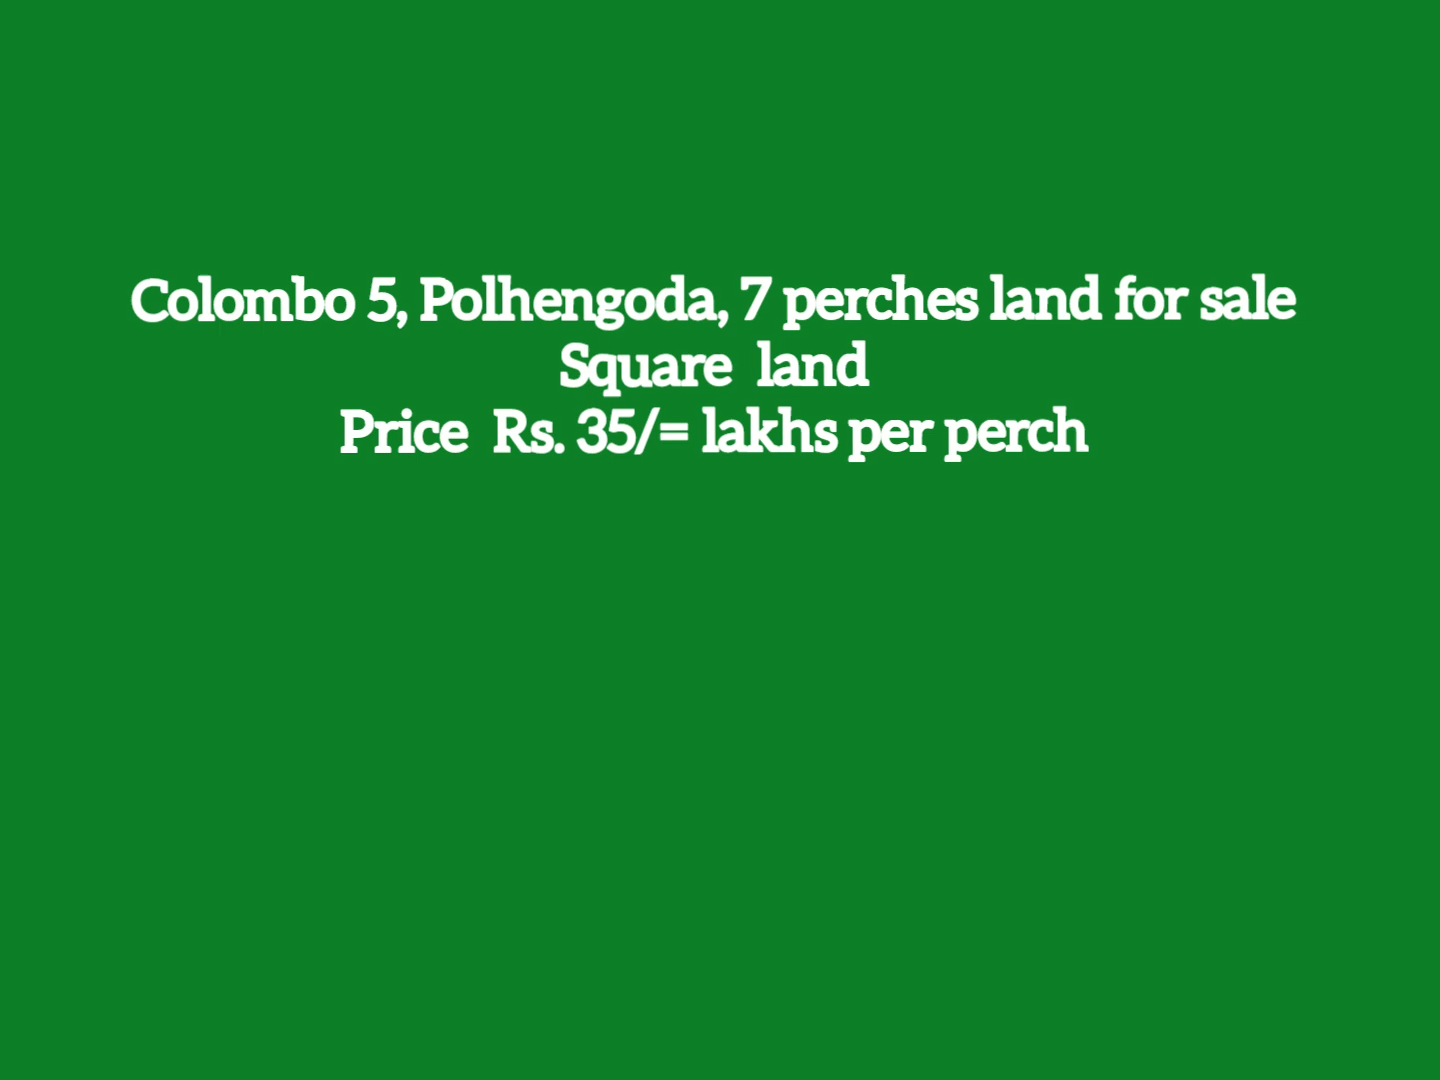 Colombo 5, Polhengoda, 7 perches land for sale
Square  land
Price  Rs. 35/= lakhs per perch